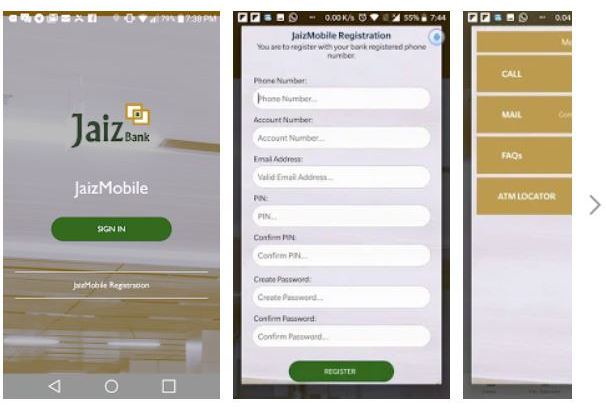 79% 7:38 PM
Jaiz
Bank
JaizMobile
SIGN IN
JaizMobile Registration
0.00 K/s 55% 7:44
JaizMobile Registration
You are to register with your bank registered phone
number.
Phone Number:
Phone Number...
Account Number:
Account Number...
Email Address:
Valid Email Address...
PIN:
PIN...
Confirm PIN:
Confirm PIN...
Create Password:
Create Password...
Confirm Password:
Confirm Password...
REGISTER
0.04
CALL
MAIL
FAQs
ATM LOCATOR